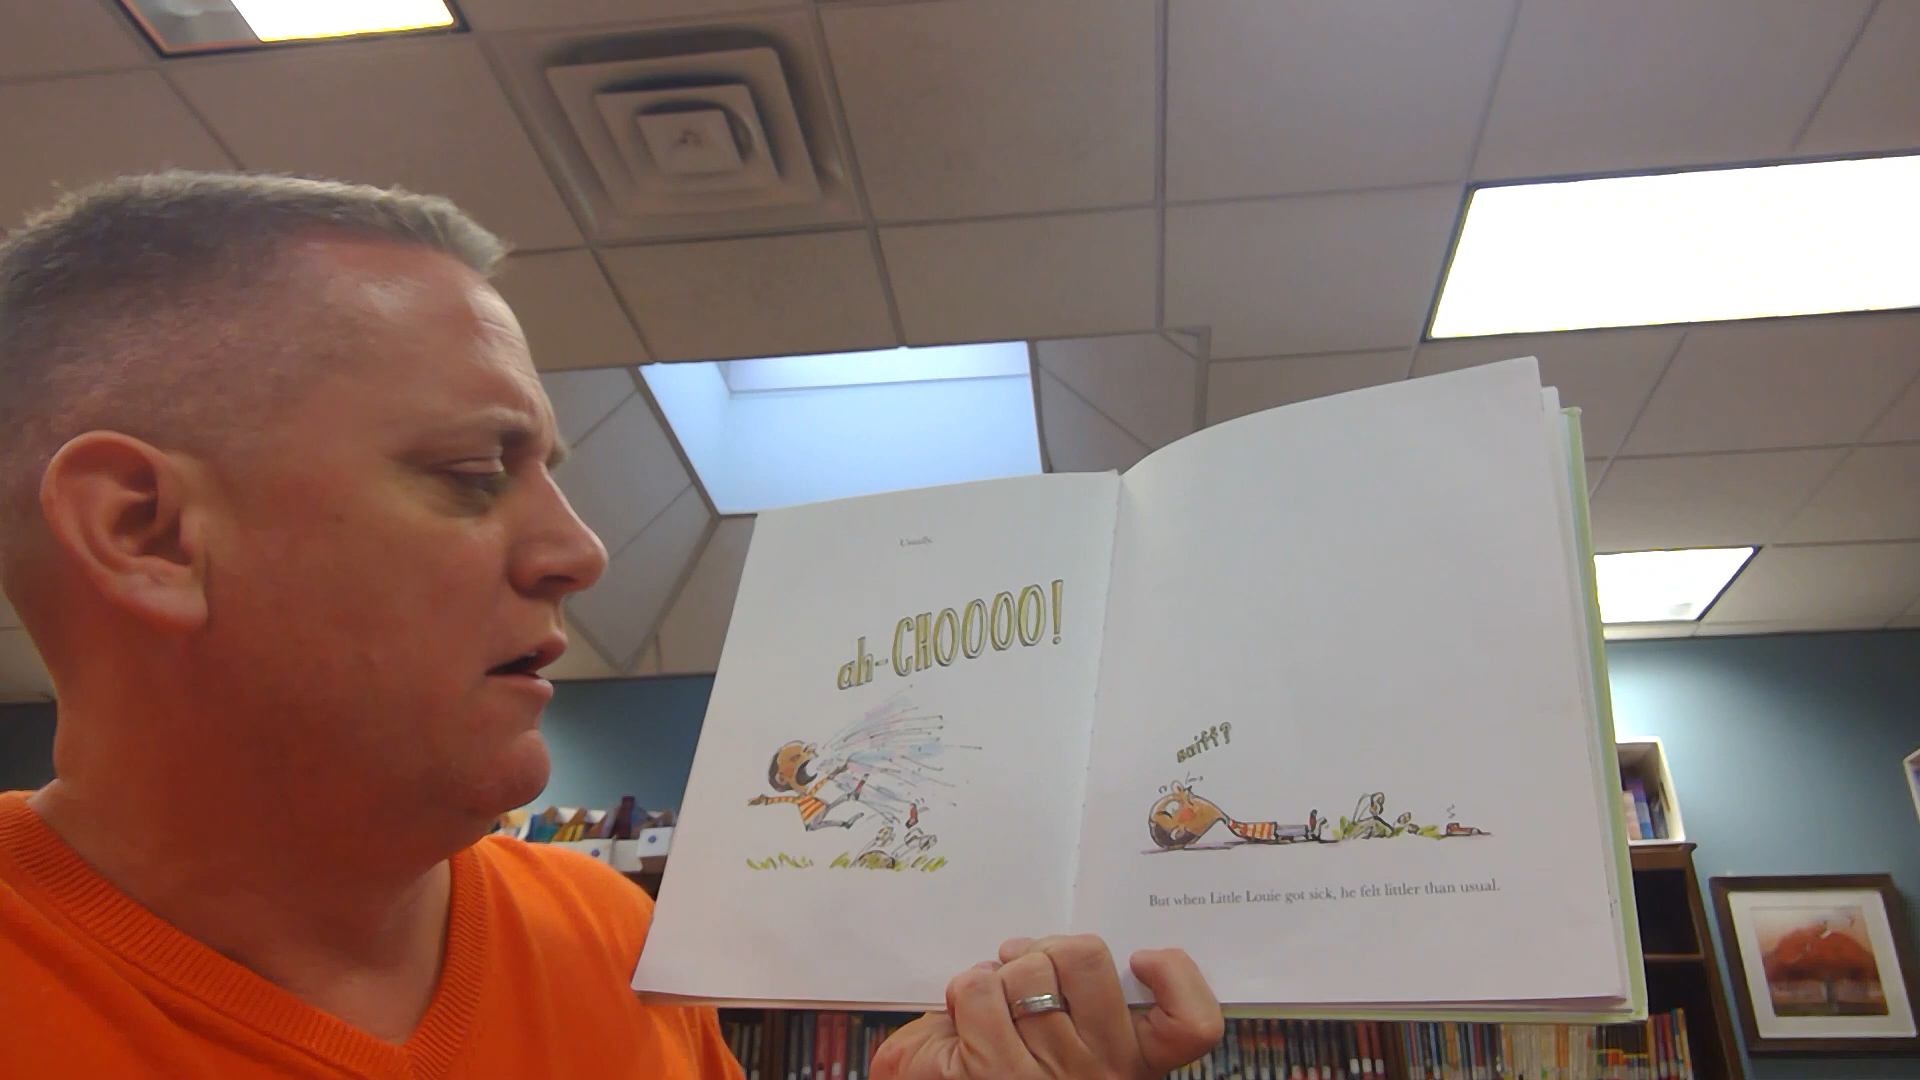 Usually.
ah-CHOOOO!
sniff?
But when Little Louie got sick, he felt littler than usual.